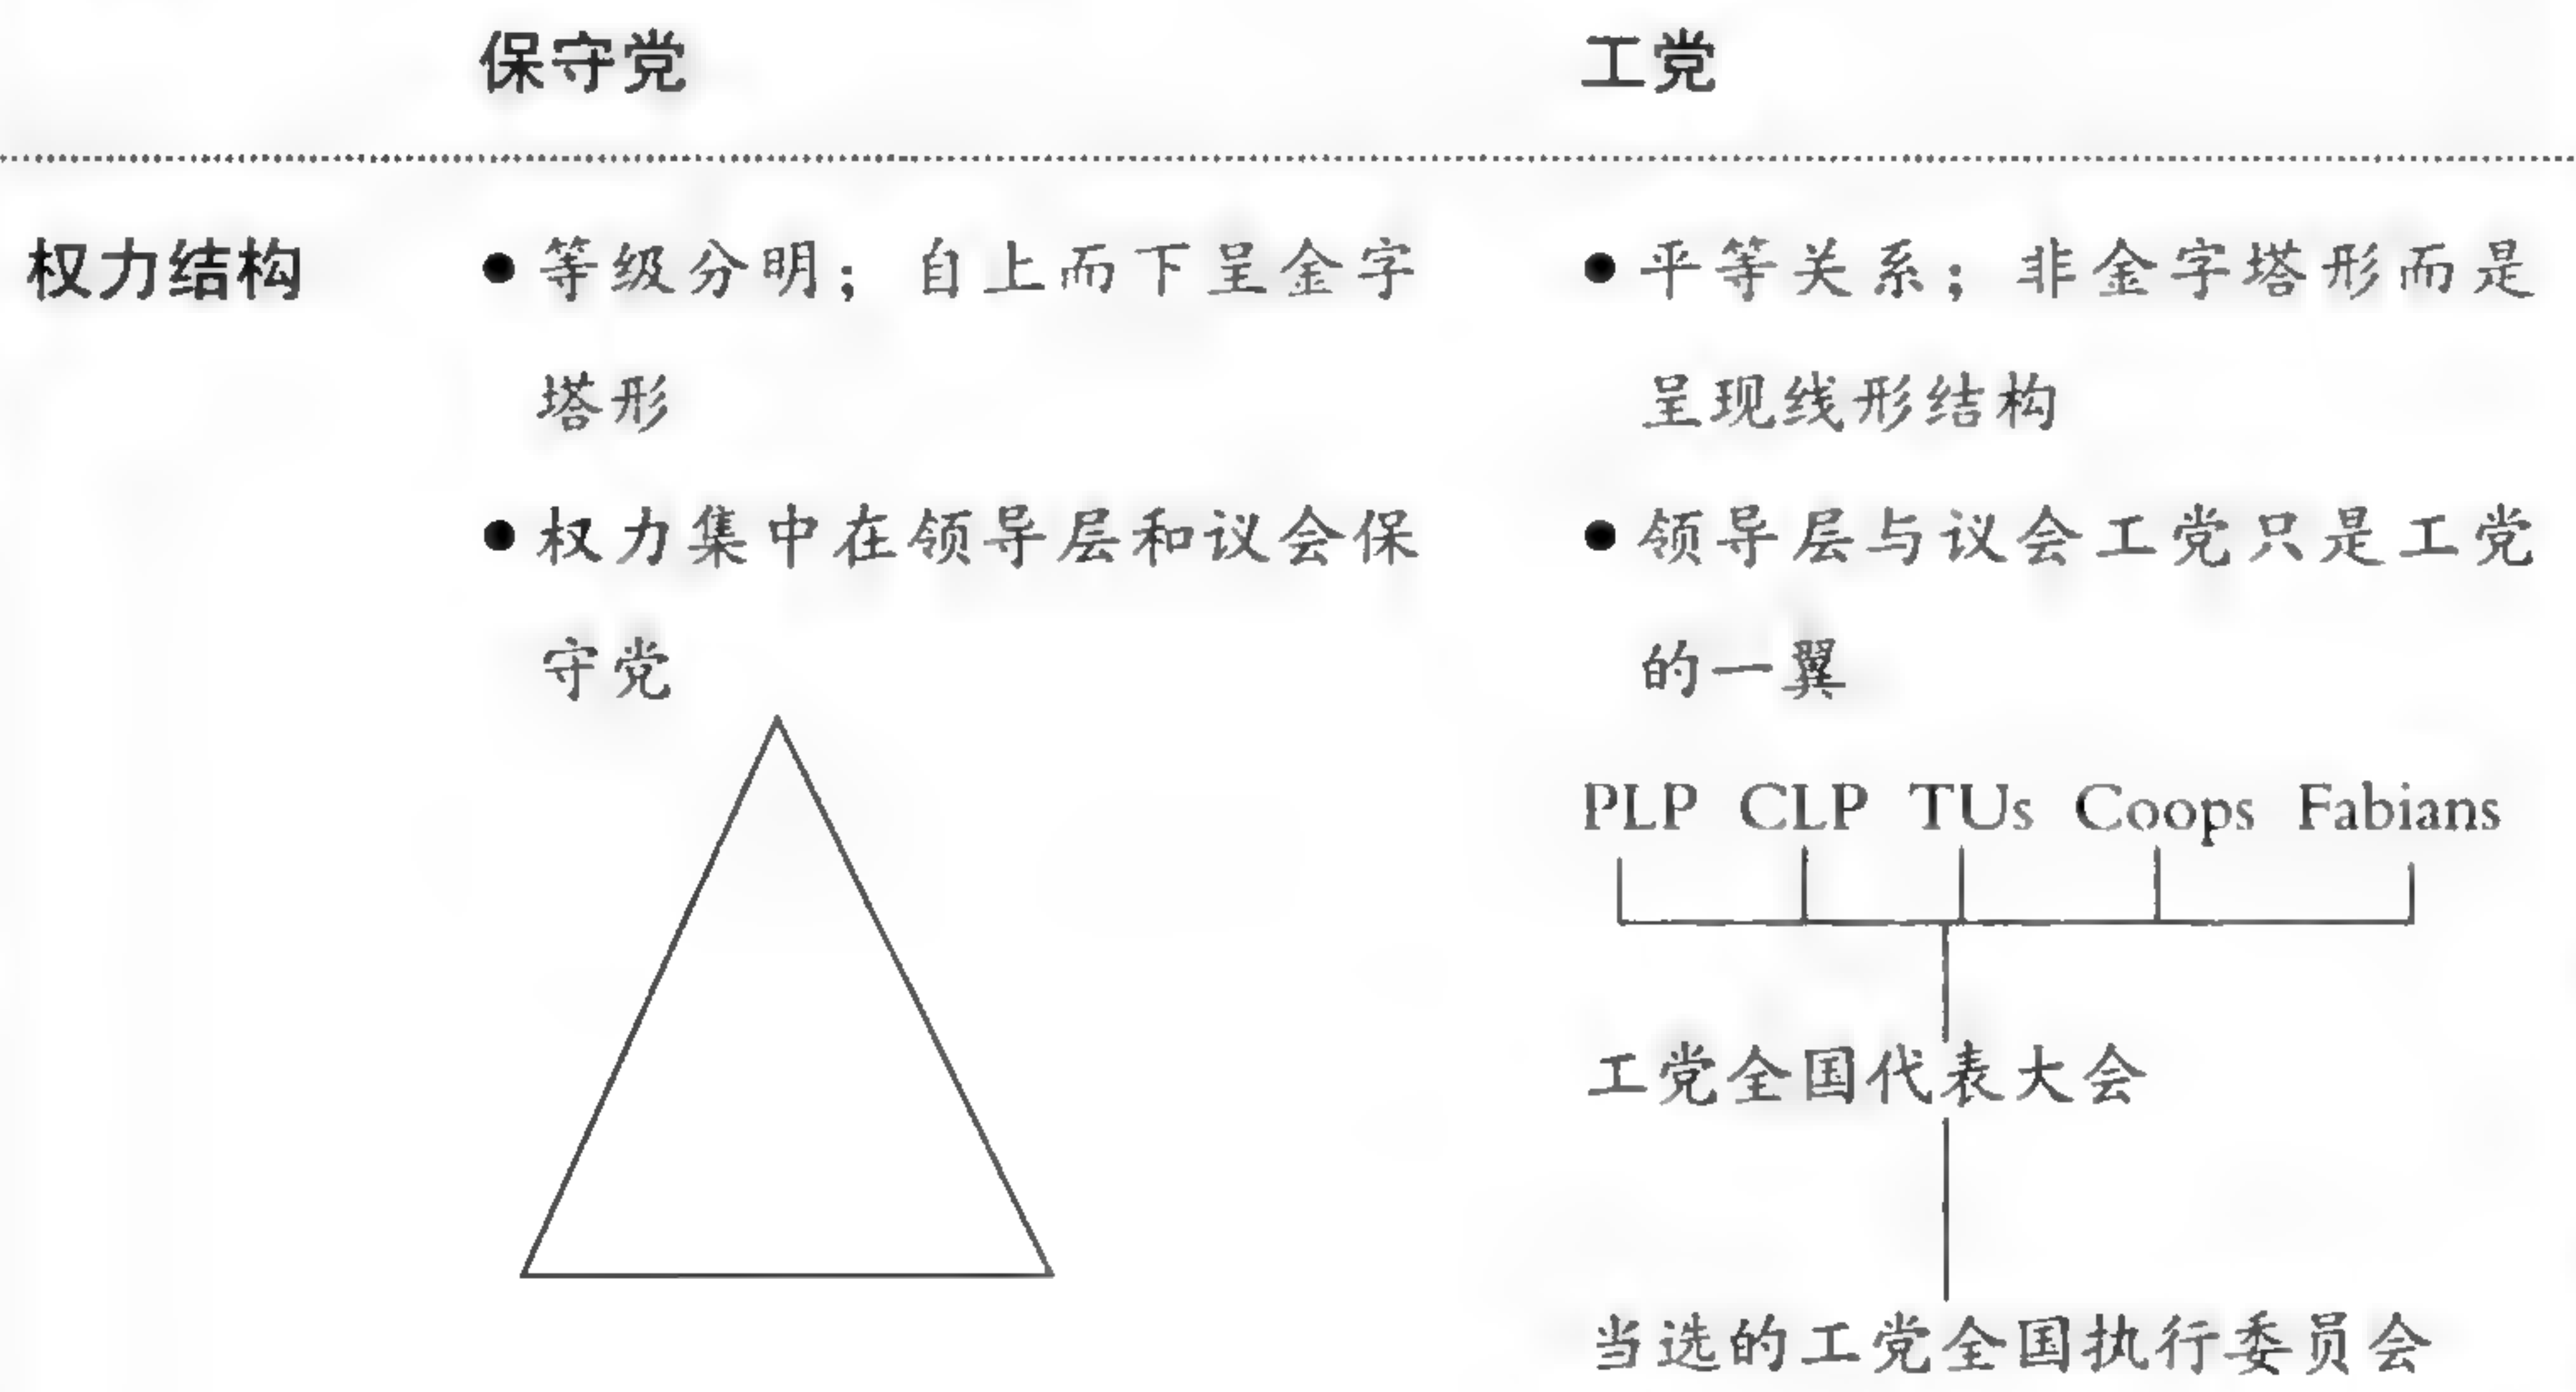 保守党 工党
权力结构 ●等级分明；自上而下呈金字 ●平等关系；非金字塔形而是
塔形 呈现线形结构
●权力集中在领导层和议会保 ●领导层与议会工党只是工党
守党 的一翼
PLP CLP TUs Coops Fabians
工党全国代表大会
当选的工党全国执行委员会